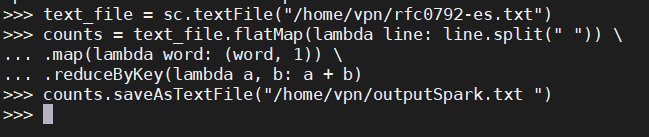 >>> text_file = sc.textFile("/home/vpn/rfc0792-es.txt")
>>> counts = text_file.flatMap(lambda line: line.split(" ")) \
... .map(lambda word: (word, 1)) \
... .reduceByKey(lambda a, b: a + b)
>>> counts.saveAsTextFile("/home/vpn/outputSpark.txt ")
>>>